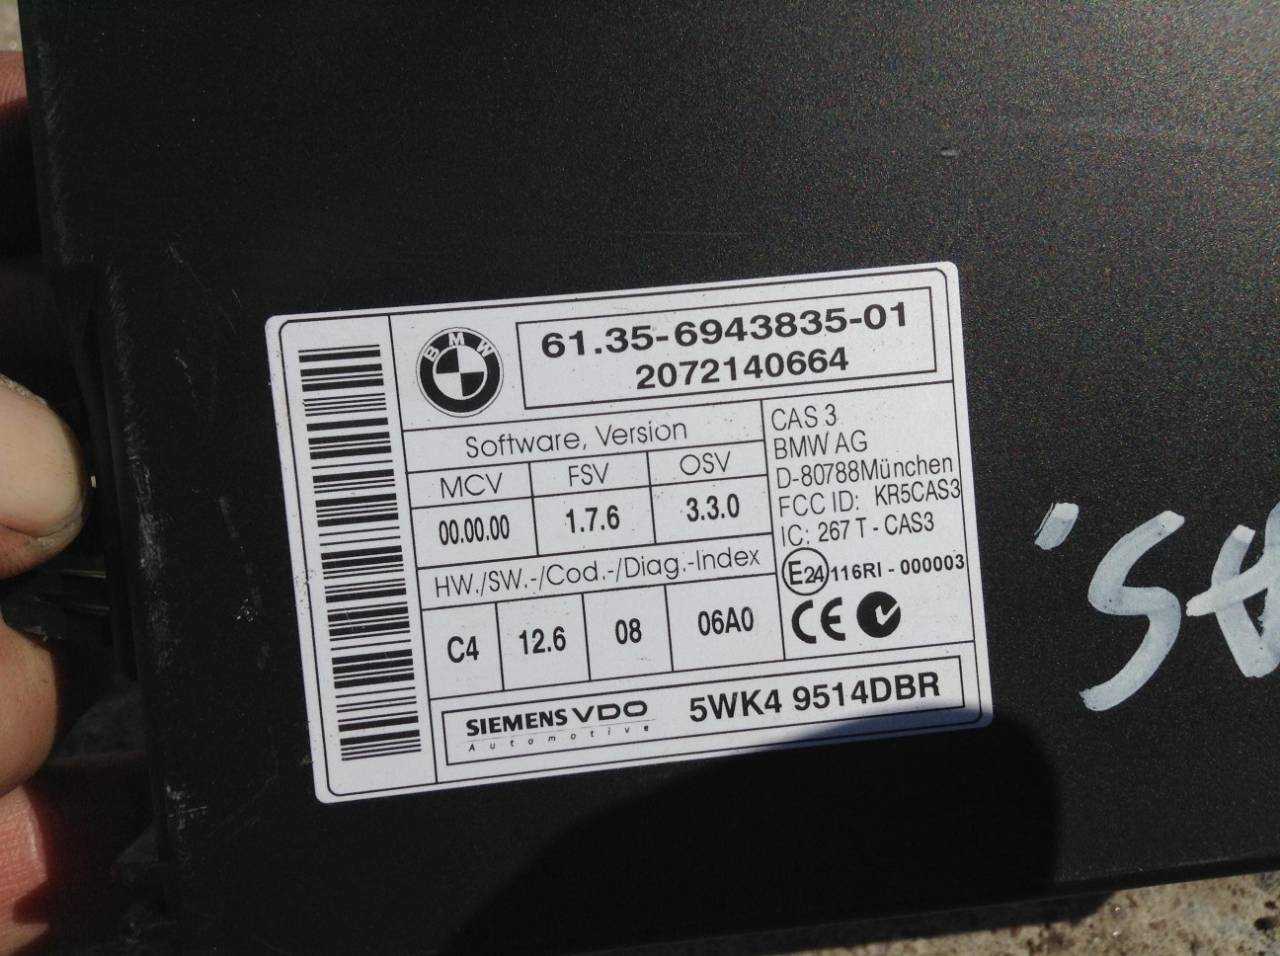 BMW
61.35-6943835-01
2072140664
Software, Version
MCV FSV OSV
00.00.00 1.7.6 3.3.0
HW./SW.-/Cod.-/Diag.-Index
C4 12.6 08 06A0
CAS 3
BMW AG
D-80788München
FCC ID: KR5CAS3
IC: 267 T - CAS3
E24 116RI - 000003
CE
SIEMENS VDO
Automotive
5WK4 9514DBR